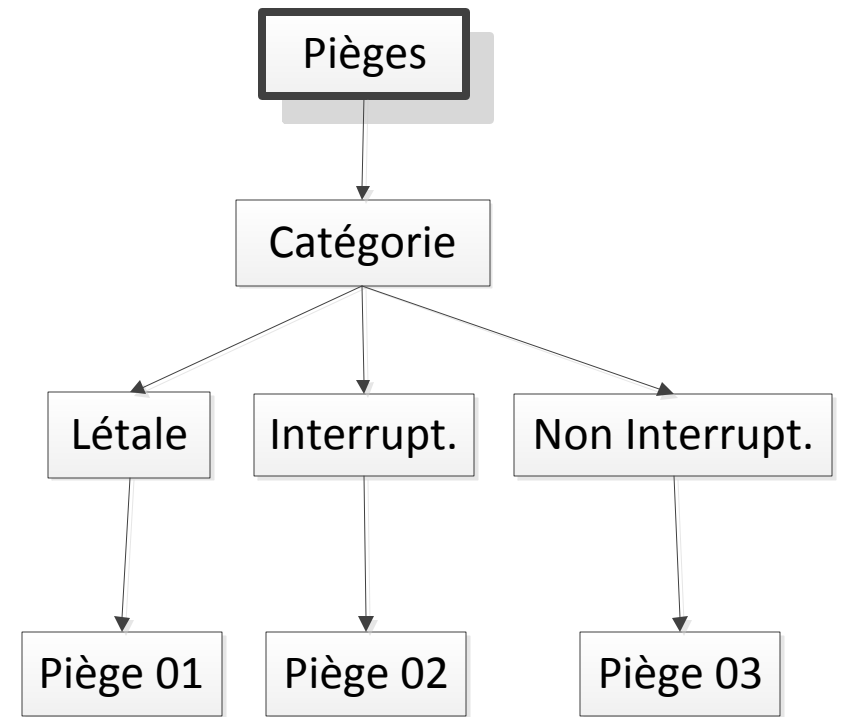 Pièges
Catégorie
Létale
Interrupt.
Non Interrupt.
Piège 01
Piège 02
Piège 03